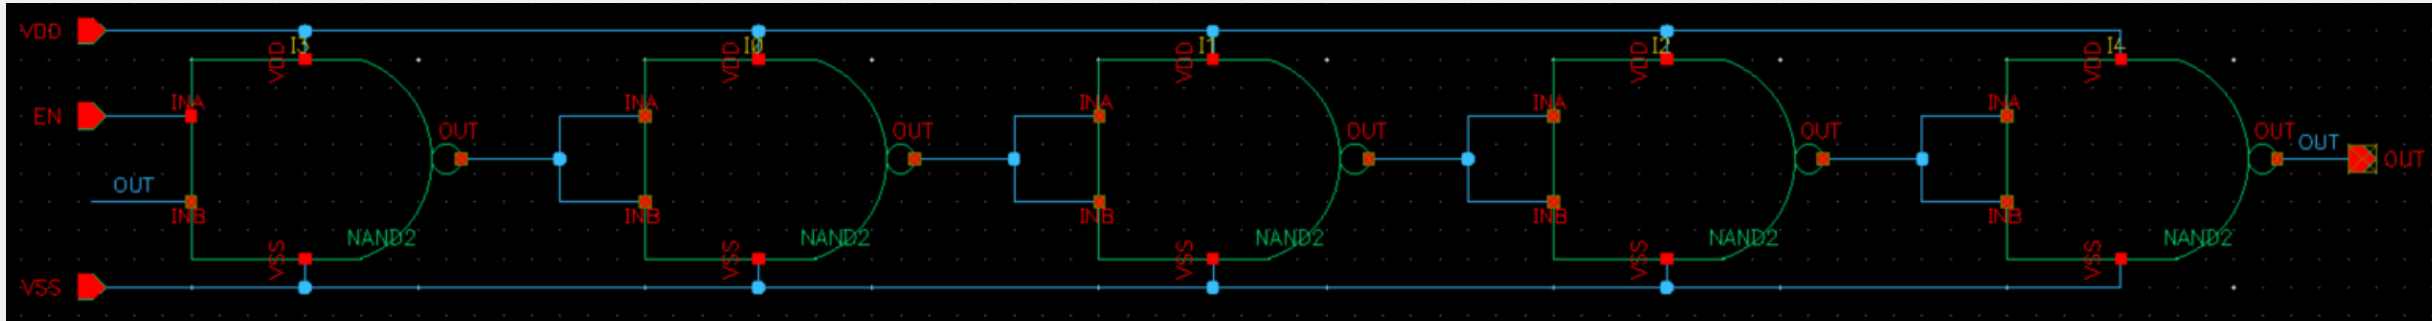 VDD
I3 I0 I1 I2 I4
VDD VDD VDD VDD VDD
INA INA INA INA INA
EN
OUT OUT OUT OUT OUT OUT OUT
OUT
INB INB INB INB INB
NAND2 NAND2 NAND2 NAND2 NAND2
VSS VSS VSS VSS VSS
VSS